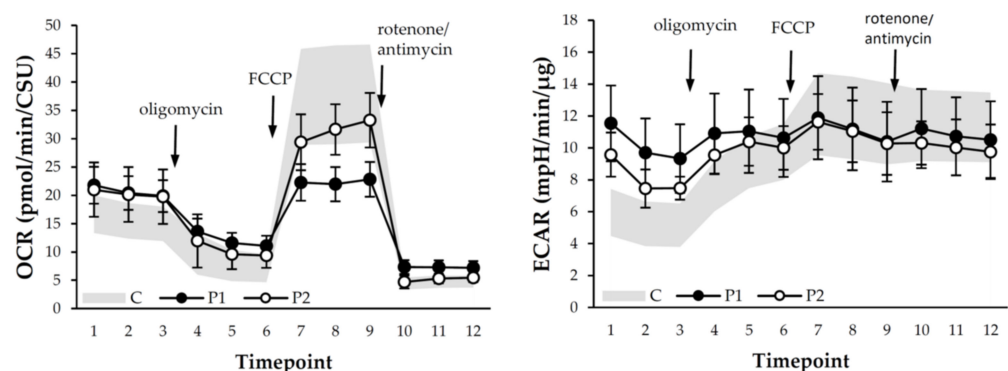 OCR (pmol/min/CSU)
50
45
40
35
30
25
20
15
10
5
0
oligomycin
FCCP
rotenone/
antimycin
C P1 P2
1 2 3 4 5 6 7 8 9 10 11 12
Timepoint
ECAR (mpH/min/µg)
18
16
14
12
10
8
6
4
2
0
oligomycin
FCCP
rotenone/
antimycin
C P1 P2
1 2 3 4 5 6 7 8 9 10 11 12
Timepoint